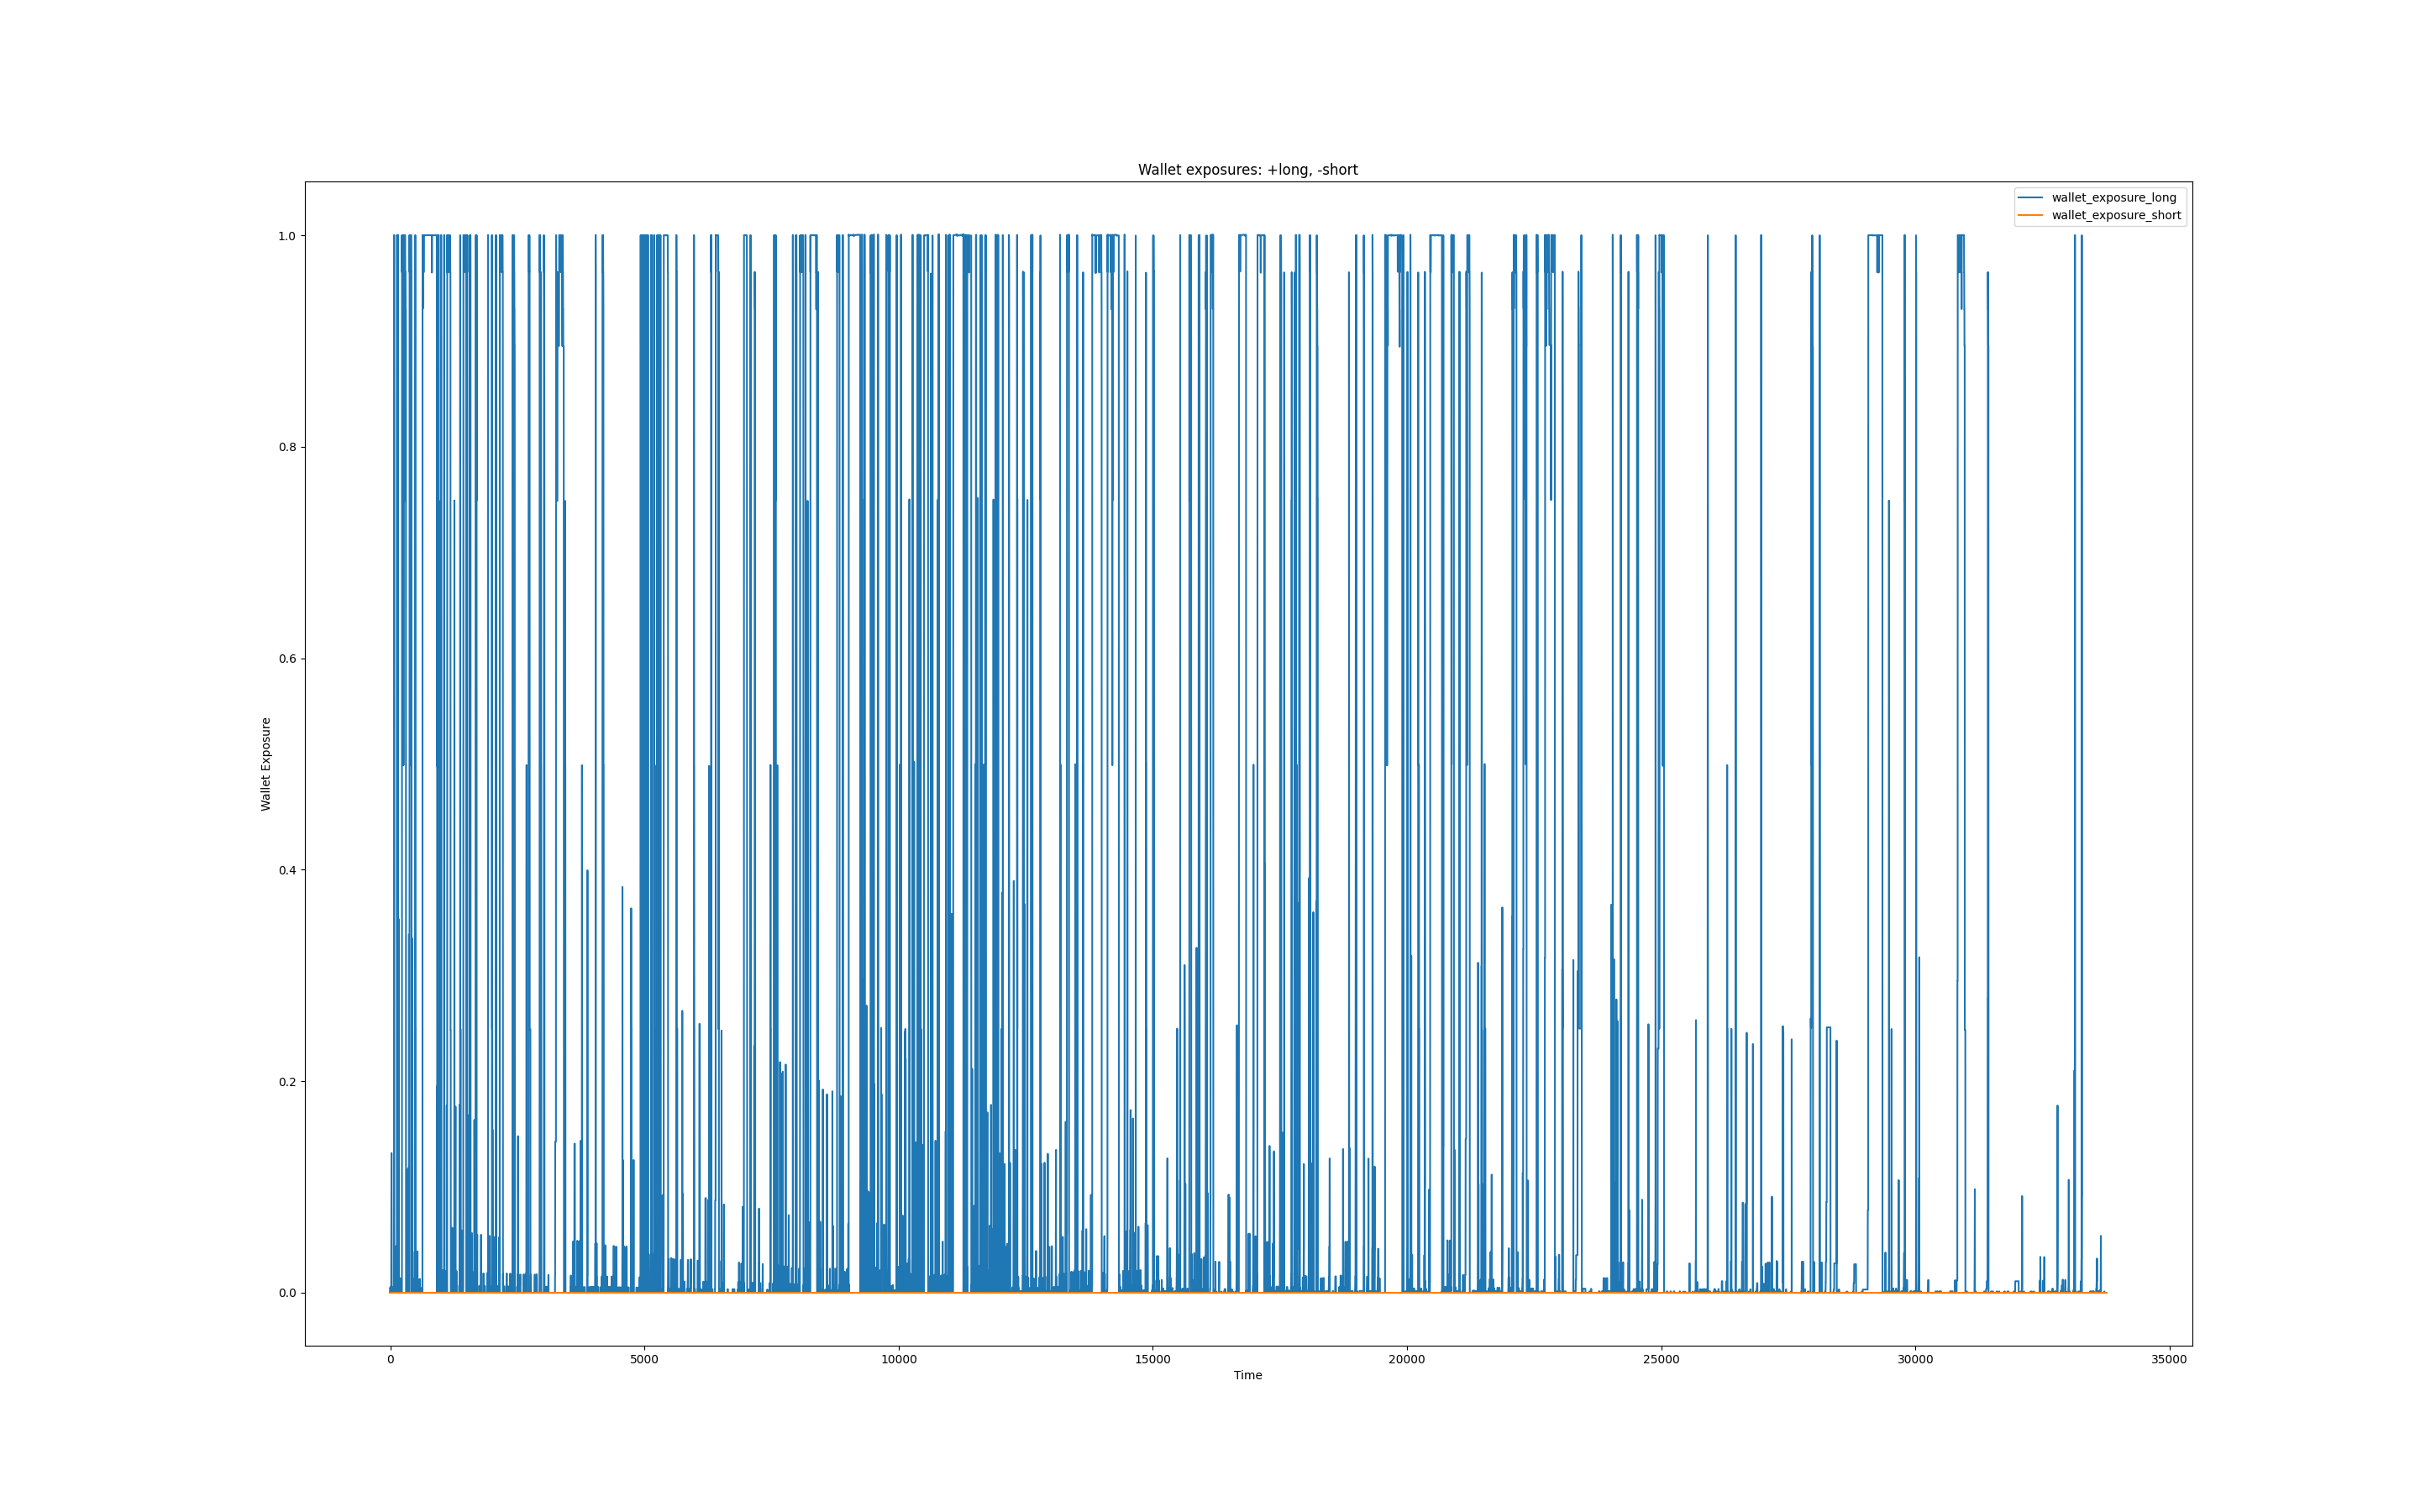 Wallet exposures: +long, -short
wallet_exposure_long
wallet_exposure_short
1.0
0.8
0.6
0.4
0.2
0.0
Wallet Exposure
0 5000 10000 15000 20000 25000 30000 35000
Time